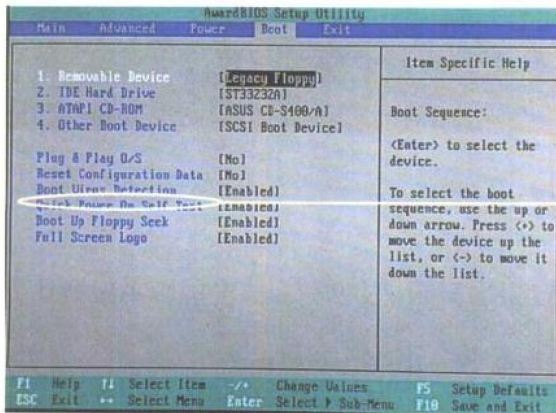 AwardBIOS Setup Utility
Main Advanced Power Boot Exit
1. Removable Device [Legacy Floppy]
2. IDE Hard Drive [ST33232A]
3. ATAPI CD-ROM [ASUS CD-S400/A]
4. Other Boot Device [SCSI Boot Device]
Plug & Play O/S [No]
Reset Configuration Data [No]
Boot Virus Detection [Enabled]
Quick Power On Self Test [Enabled]
Boot Up Floppy Seek [Enabled]
Full Screen Logo [Enabled]
Item Specific Help
Boot Sequence:
<Enter> to select the
device.
To select the boot
sequence, use the up or
down arrow. Press <+> to
move the device up the
list, or <-> to move it
down the list.
F1 Help ↑↓ Select Item -/+ Change Values F5 Setup Defaults
ESC Exit ↔ Select Menu Enter Select ▶ Sub-Menu F10 Save and Exit